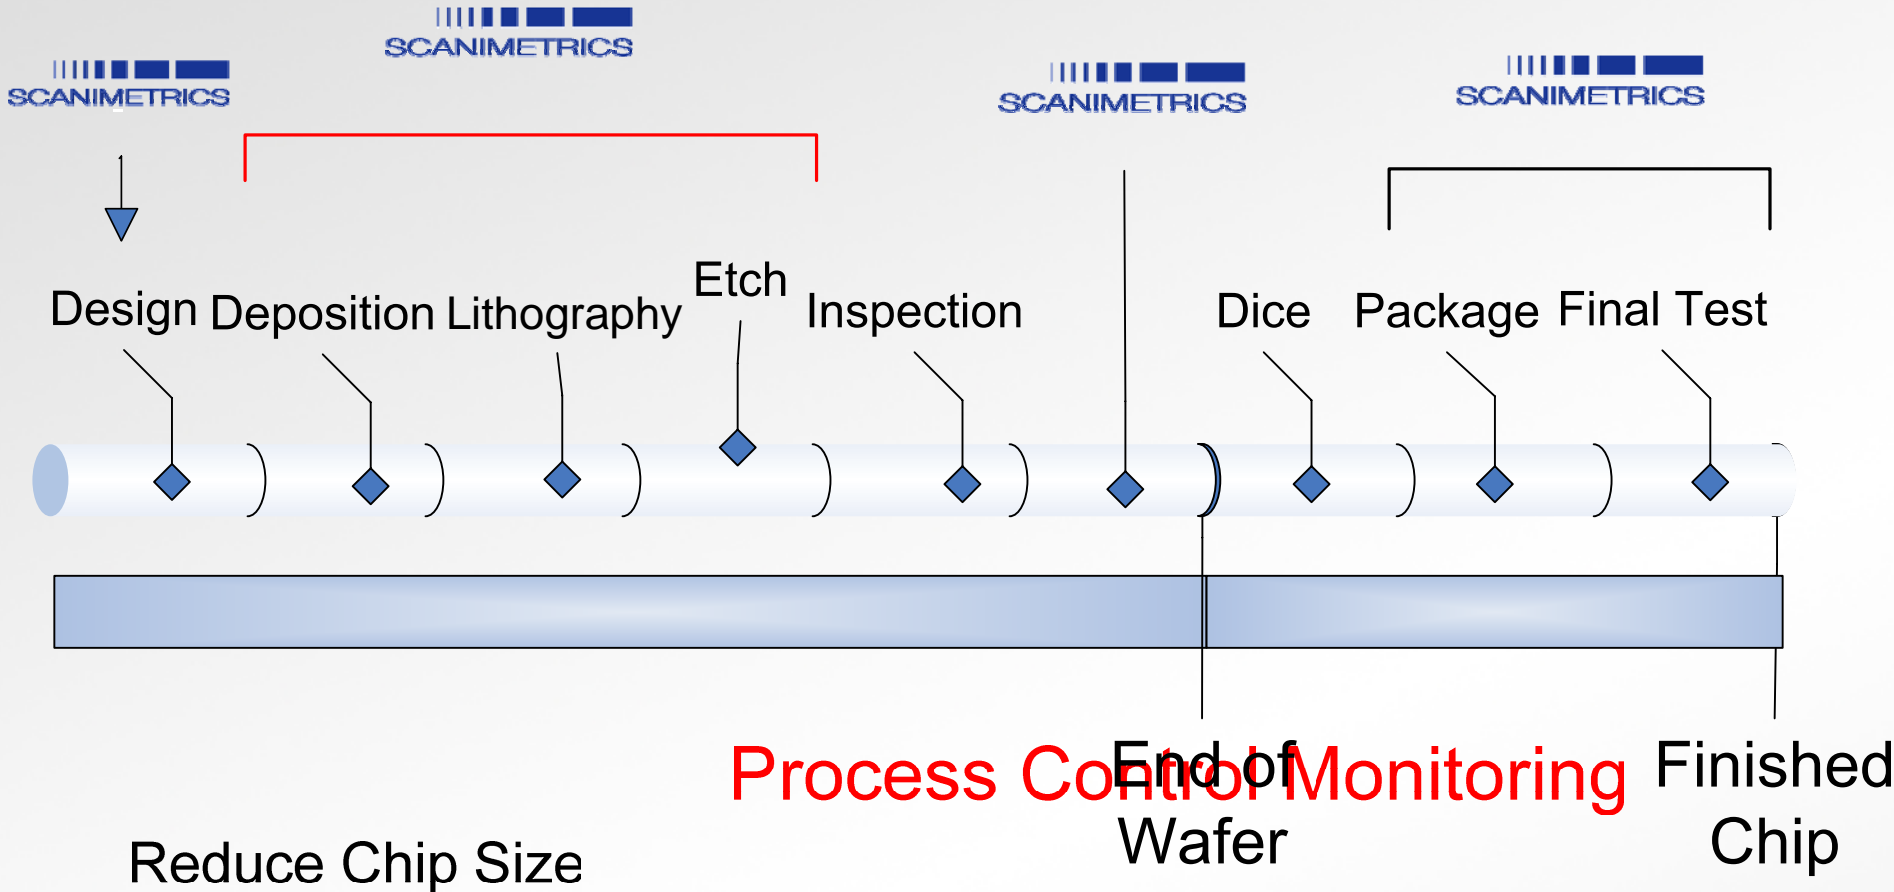 SCANIMETRICS
SCANIMETRICS
SCANIMETRICS
SCANIMETRICS
Design
Deposition
Lithography
Etch
Inspection
Dice
Package
Final Test
Process Control Monitoring
End of
Wafer
Finished
Chip
Reduce Chip Size